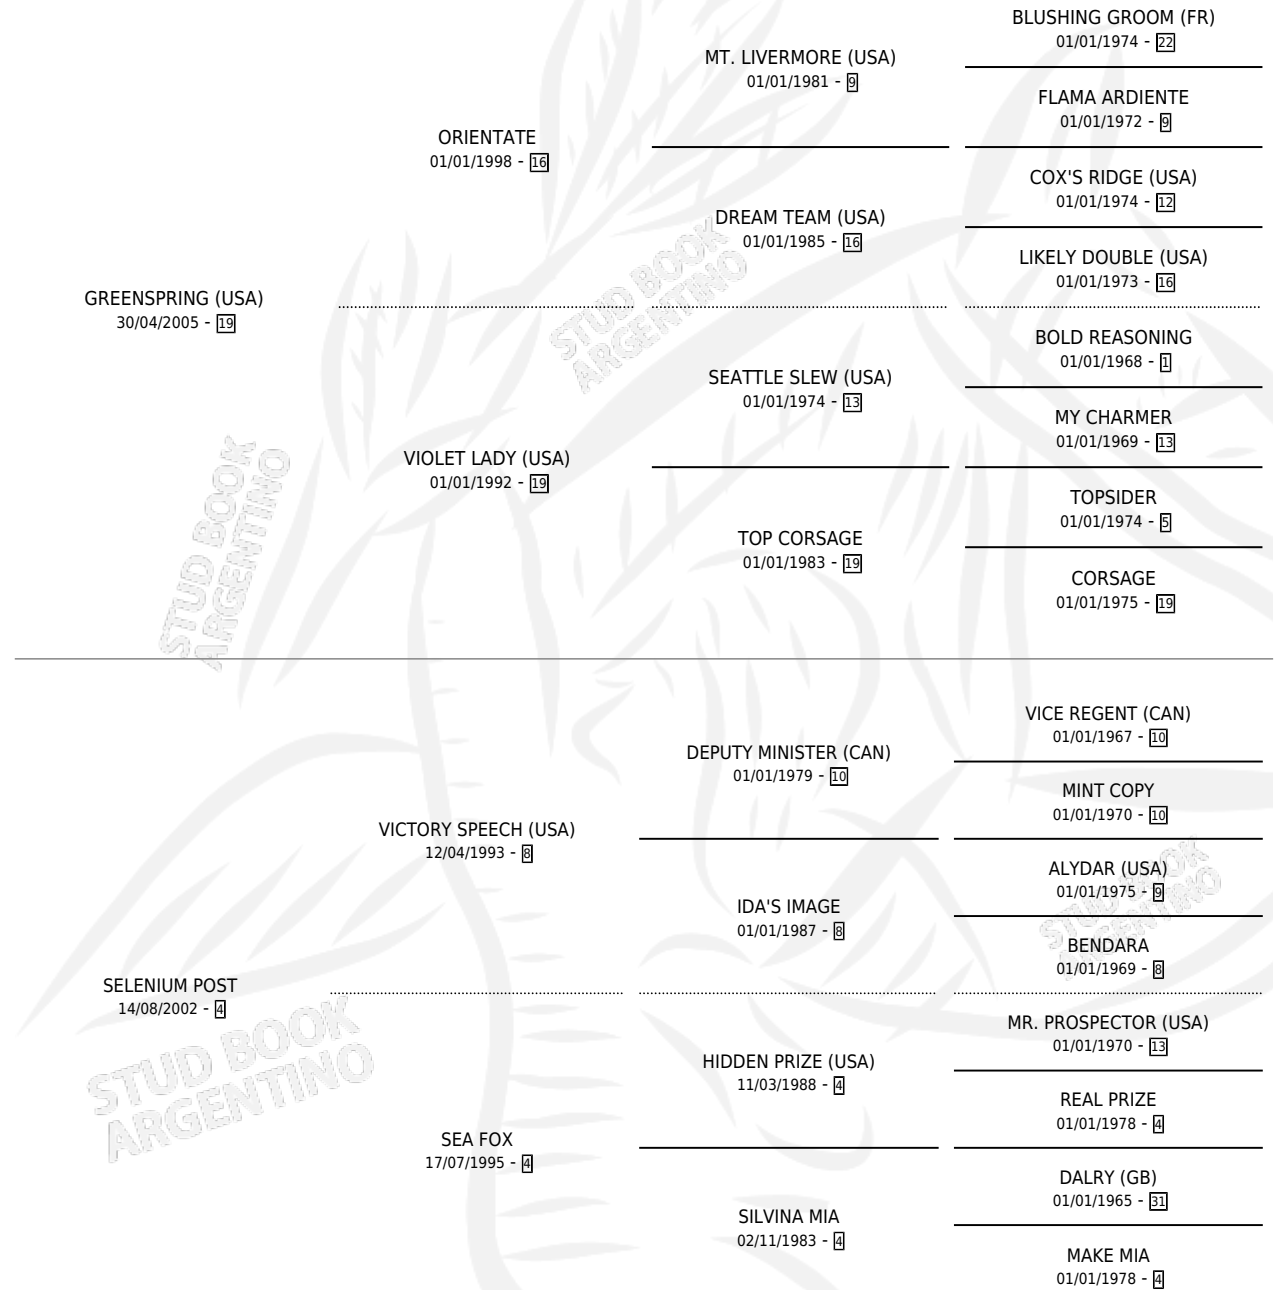 BLUSHING GROOM (FR)
01/01/1974 - 22
MT. LIVERMORE (USA)
01/01/1981 - 9
FLAMA ARDIENTE
01/01/1972 - 9
ORIENTATE
01/01/1998 - 16
COX'S RIDGE (USA)
01/01/1974 - 12
DREAM TEAM (USA)
01/01/1985 - 16
LIKELY DOUBLE (USA)
01/01/1973 - 16
GREENSPRING (USA)
30/04/2005 - 19
BOLD REASONING
01/01/1968 - 1
SEATTLE SLEW (USA)
01/01/1974 - 13
MY CHARMER
01/01/1969 - 13
VIOLET LADY (USA)
01/01/1992 - 19
TOPSIDER
01/01/1974 - 5
TOP CORSAGE
01/01/1983 - 19
CORSAGE
01/01/1975 - 19
VICE REGENT (CAN)
01/01/1967 - 10
DEPUTY MINISTER (CAN)
01/01/1979 - 10
MINT COPY
01/01/1970 - 10
VICTORY SPEECH (USA)
12/04/1993 - 8
ALYDAR (USA)
01/01/1975 - 9
IDA'S IMAGE
01/01/1987 - 8
BENDARA
01/01/1969 - 8
SELENIUM POST
14/08/2002 - 4
MR. PROSPECTOR (USA)
01/01/1970 - 13
HIDDEN PRIZE (USA)
11/03/1988 - 4
REAL PRIZE
01/01/1978 - 4
SEA FOX
17/07/1995 - 4
DALRY (GB)
01/01/1965 - 31
SILVINA MIA
02/11/1983 - 4
MAKE MIA
01/01/1978 - 4
STUD BOOK
ARGENTINO
STUD BOOK
ARGENTINO
STUD BOOK
ARGENTINO
STUD BOOK
ARGENTINO